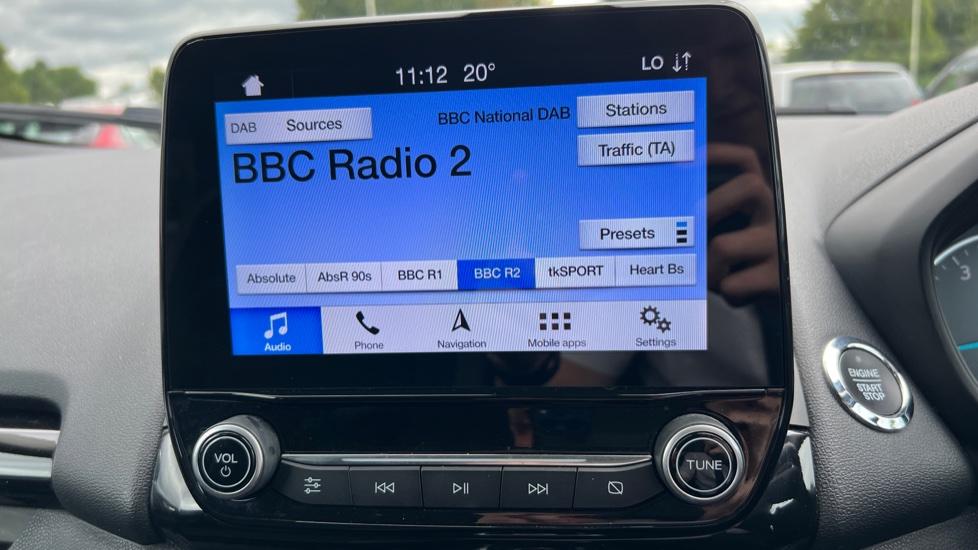 11:12 20° LO
DAB Sources
BBC National DAB
Stations
BBC Radio 2
Traffic (TA)
Presets
Absolute AbsR 90s BBC R1 BBC R2 tkSPORT Heart Bs
Audio Phone Navigation Mobile apps Settings
ENGINE
START
STOP
VOL
TUNE
3